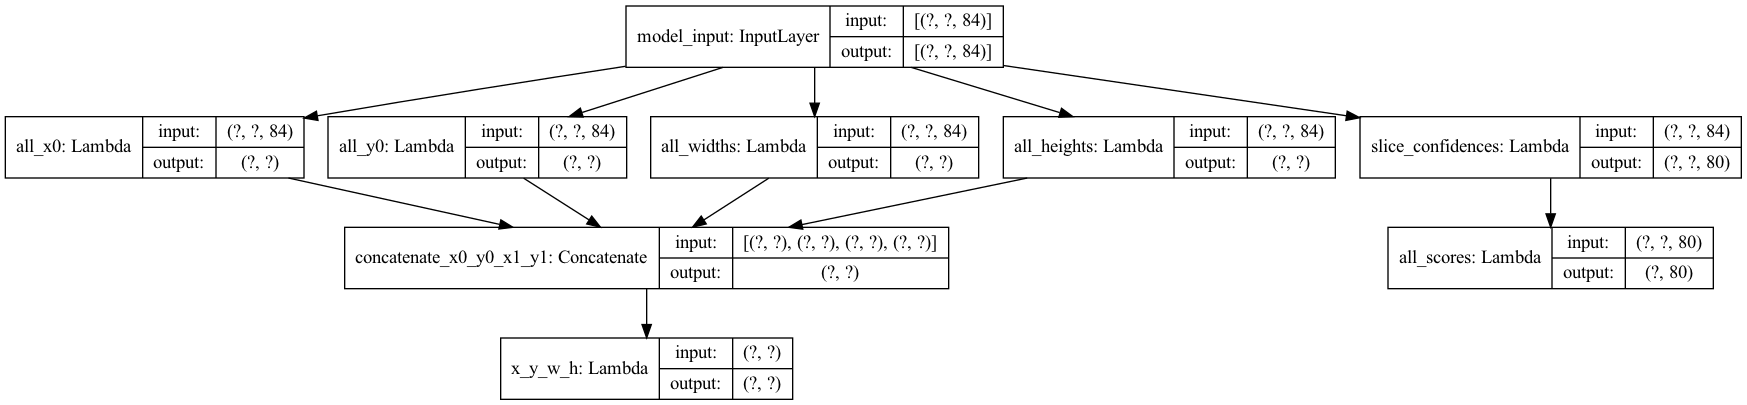 model_input: InputLayer
input:
[(?, ?, 84)]
output:
[(?, ?, 84)]
all_x0: Lambda
input:
(?, ?, 84)
output:
(?, ?)
all_y0: Lambda
input:
(?, ?, 84)
output:
(?, ?)
all_widths: Lambda
input:
(?, ?, 84)
output:
(?, ?)
all_heights: Lambda
input:
(?, ?, 84)
output:
(?, ?)
slice_confidences: Lambda
input:
(?, ?, 84)
output:
(?, ?, 80)
concatenate_x0_y0_x1_y1: Concatenate
input:
[(?, ?), (?, ?), (?, ?), (?, ?)]
output:
(?, ?)
all_scores: Lambda
input:
(?, ?, 80)
output:
(?, 80)
x_y_w_h: Lambda
input:
(?, ?)
output:
(?, ?)